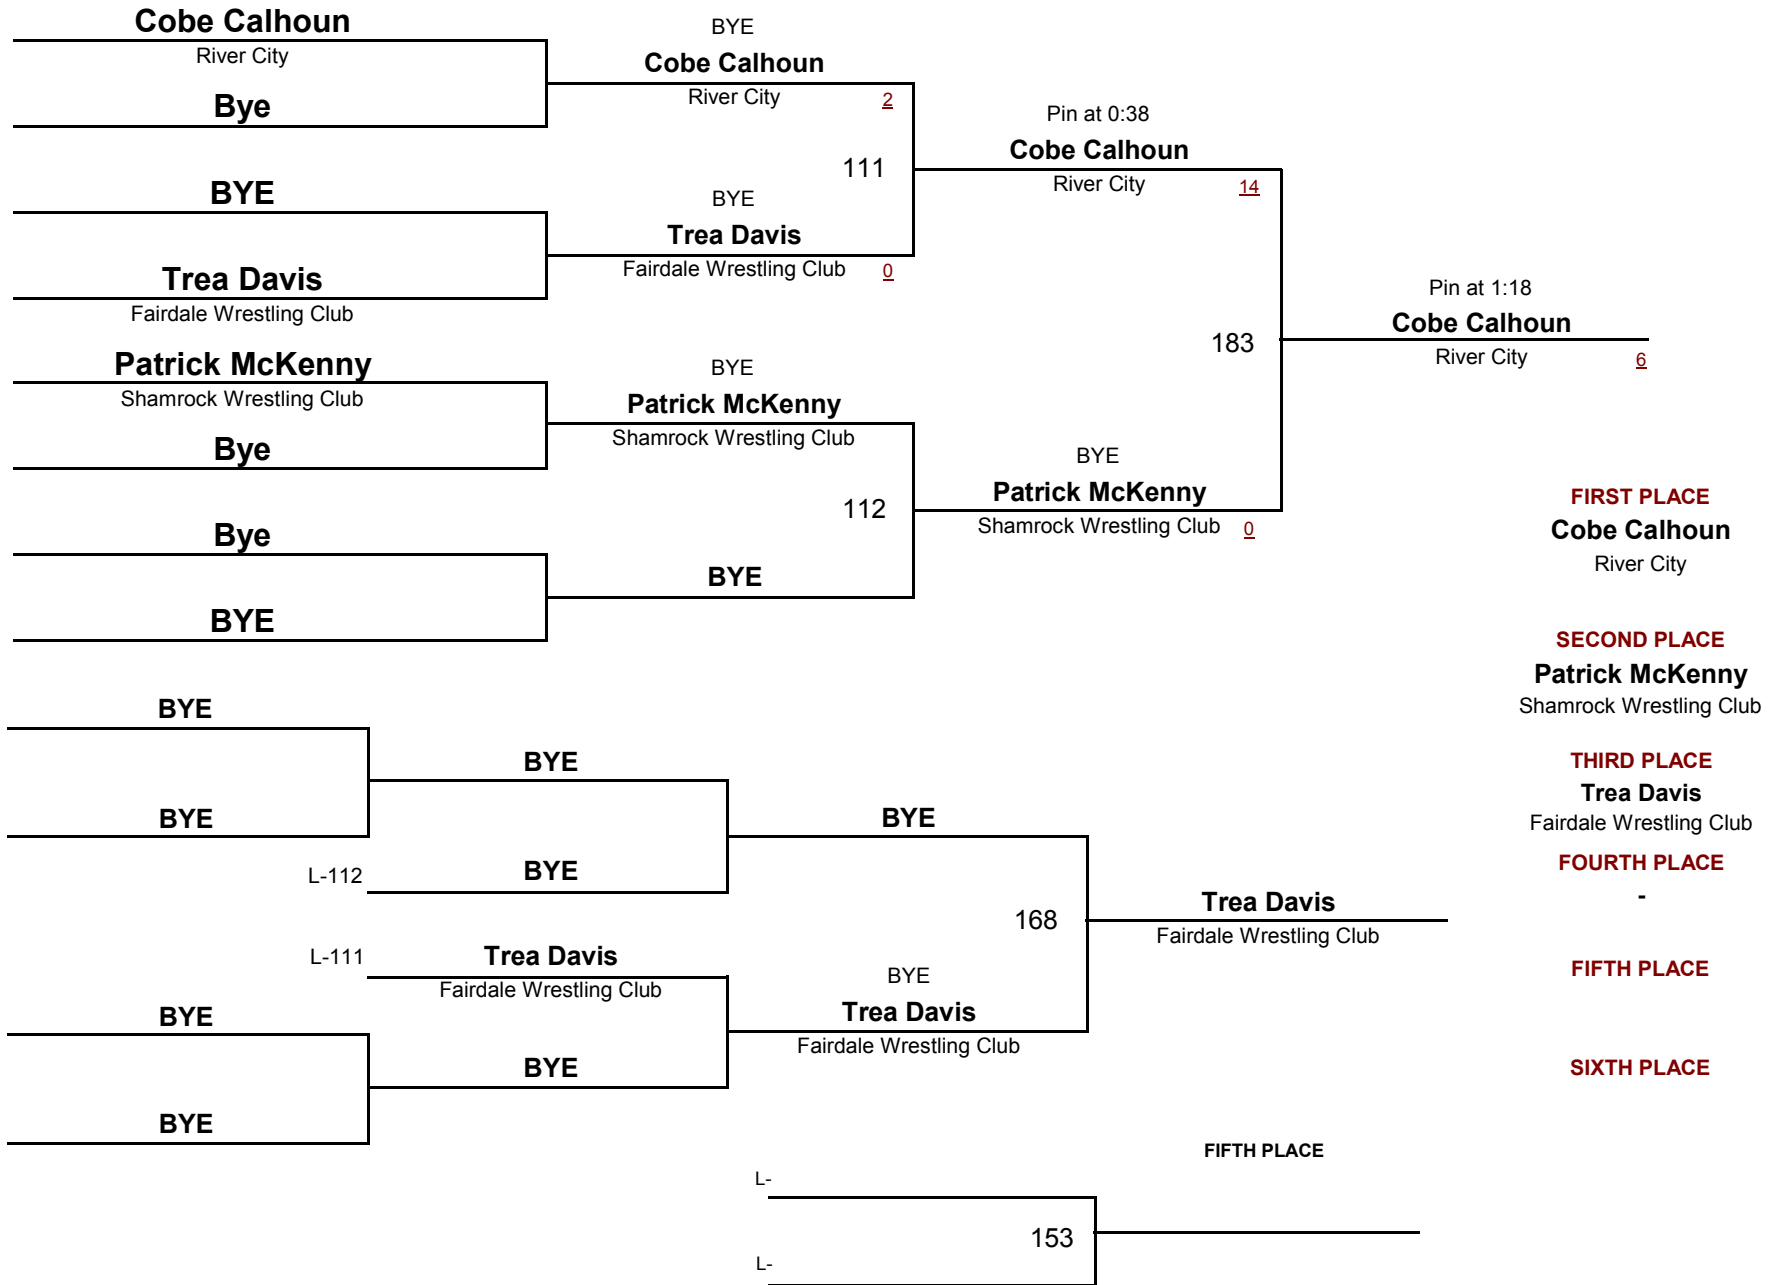 Cobe Calhoun
River City
Bye
BYE
Trea Davis
Fairdale Wrestling Club
Patrick McKenny
Shamrock Wrestling Club
Bye
Bye
BYE
BYE
Cobe Calhoun
River City 2
111
BYE
Trea Davis
Fairdale Wrestling Club 0
BYE
Patrick McKenny
Shamrock Wrestling Club
112
BYE
Pin at 0:38
Cobe Calhoun
River City 14
183
BYE
Patrick McKenny
Shamrock Wrestling Club 0
Pin at 1:18
Cobe Calhoun
River City 6
FIRST PLACE
Cobe Calhoun
River City
SECOND PLACE
Patrick McKenny
Shamrock Wrestling Club
THIRD PLACE
Trea Davis
Fairdale Wrestling Club
FOURTH PLACE
-
FIFTH PLACE
SIXTH PLACE
BYE
BYE
BYE
L-112 BYE
L-111 Trea Davis
Fairdale Wrestling Club
BYE
BYE
BYE
BYE
168
BYE
Trea Davis
Fairdale Wrestling Club
Trea Davis
Fairdale Wrestling Club
FIFTH PLACE
L-
153
L-